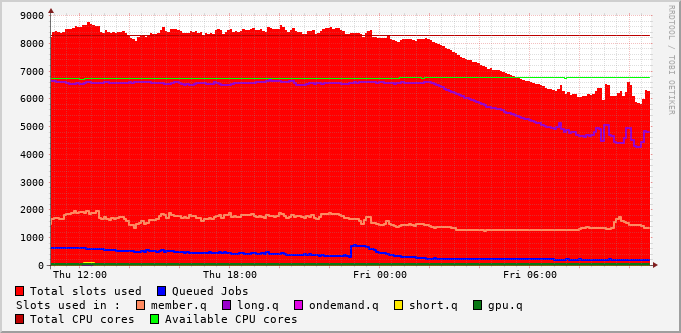 9000
8000
7000
6000
5000
4000
3000
2000
1000
0
Thu 12:00 Thu 18:00 Fri 00:00 Fri 06:00
Total slots used Queued Jobs
Slots used in : member.q long.q ondemand.q short.q gpu.q
Total CPU cores Available CPU cores
RRDTOOL / TOBI OETIKER